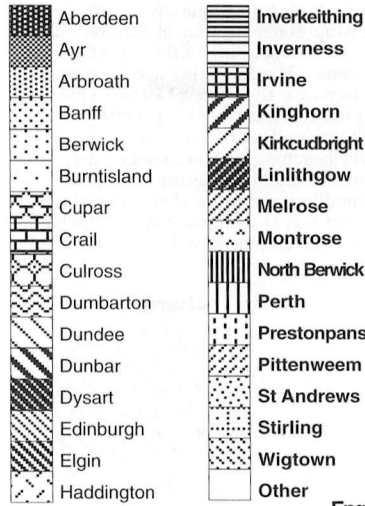 Aberdeen
Ayr
Arbroath
Banff
Berwick
Burntisland
Cupar
Crail
Culross
Dumbarton
Dundee
Dunbar
Dysart
Edinburgh
Elgin
Haddington
Inverkeithing
Inverness
Irvine
Kinghorn
Kirkcudbright
Linlithgow
Melrose
Montrose
North Berwick
Perth
Prestonpans
Pittenweem
St Andrews
Stirling
Wigtown
Other